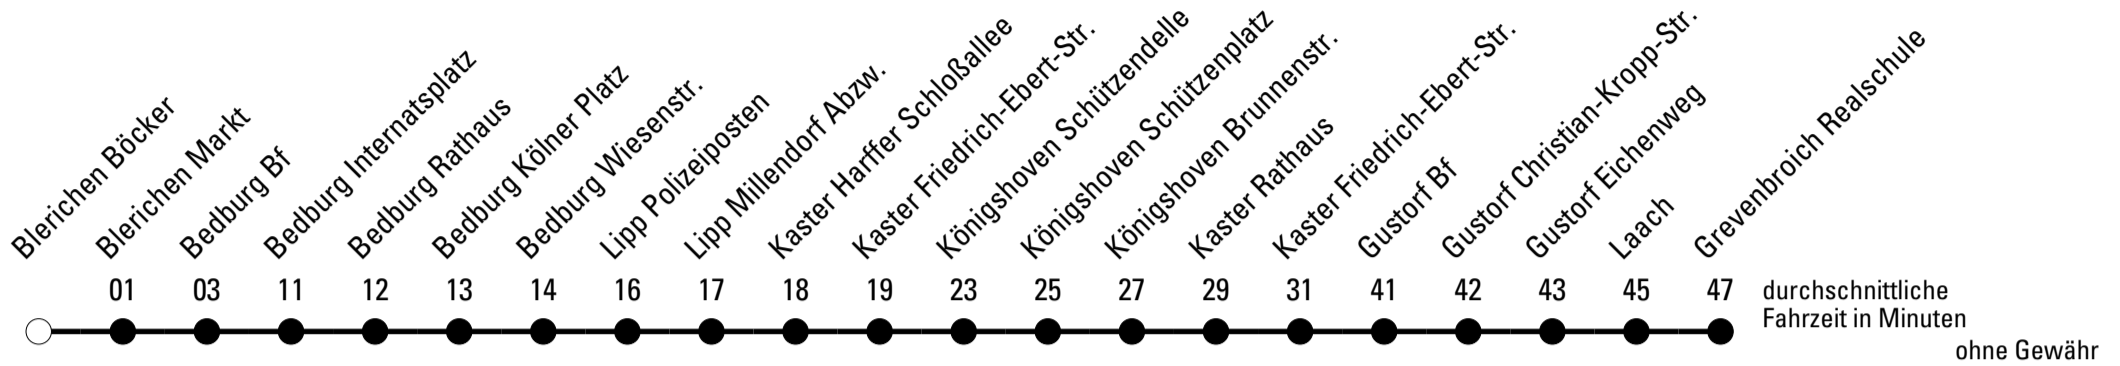 Blerichen Böcker
Blerichen Markt
Bedburg Bf
Bedburg Internatsplatz
Bedburg Rathaus
Bedburg Kölner Platz
Bedburg Wiesenstr.
Lipp Polizeiposten
Lipp Millendorf Abzw.
Kaster Harffer Schloßallee
Kaster Friedrich-Ebert-Str.
Königshoven Schützendelle
Königshoven Schützenplatz
Königshoven Brunnenstr.
Kaster Rathaus
Kaster Friedrich-Ebert-Str.
Gustorf Bf
Gustorf Christian-Kropp-Str.
Gustorf Eichenweg
Laach
Grevenbroich Realschule
01 03 11 12 13 14 16 17 18 19 23 25 27 29 31 41 42 43 45 47 durchschnittliche
Fahrzeit in Minuten
ohne Gewähr